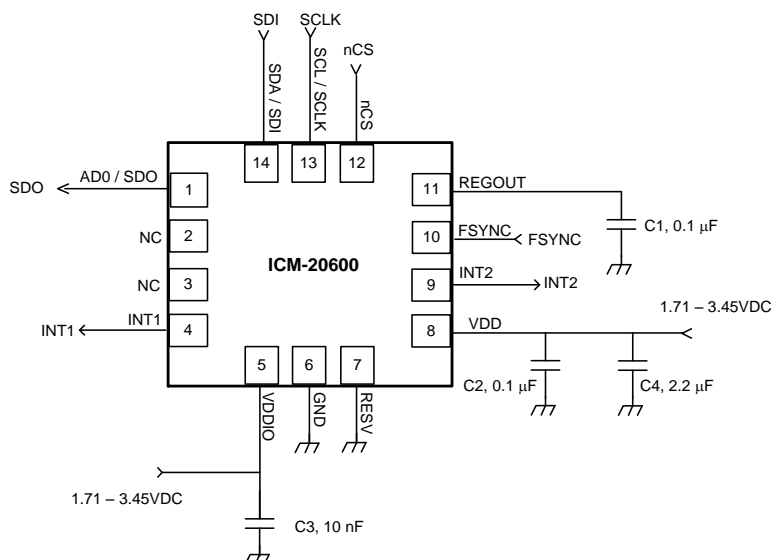 SDI
SCLK
nCS
SDA / SDI
SCL / SCLK
nCS
14
13
12
SDO
AD0 / SDO
1
11
REGOUT
C1, 0.1 µF
NC
2
10
FSYNC
FSYNC
ICM-20600
NC
3
9
INT2
INT2
INT1
INT1
4
8
VDD
1.71 – 3.45VDC
5
6
7
C2, 0.1 µF
C4, 2.2 µF
VDDIO
GND
RESV
1.71 – 3.45VDC
C3, 10 nF